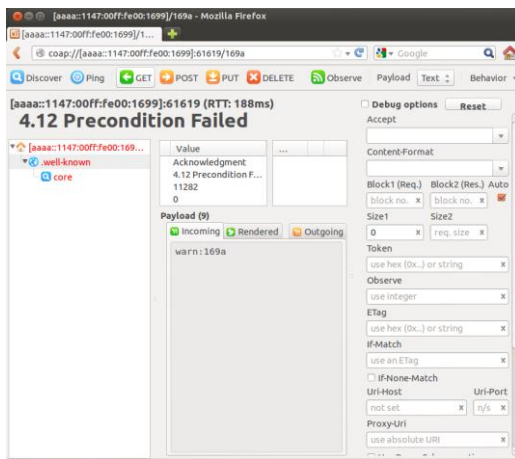 [aaaa::1147:00ff:fe00:1699]/169a - Mozilla Firefox
[aaaa::1147:00ff:fe00:1699]/1...
coap://[aaaa::1147:00ff:fe00:1699]:61619/169a
Google
Discover Ping GET POST PUT DELETE Observe Payload Text Behavior
[aaaa::1147:00ff:fe00:1699]:61619 (RTT: 188ms)
4.12 Precondition Failed
Debug options Reset
Accept
[aaaa::1147:00ff:fe00:169...
.well-known
core
Value ...
Acknowledgment
4.12 Precondition F...
11282
0
Payload (9)
Incoming Rendered Outgoing
warn:169a
Content-Format
Block1 (Req.) Block2 (Res.) Auto
block no. x block no. x
Size1 Size2
0 x req. size x
Token
use hex (0x..) or string x
Observe
use integer x
ETag
use hex (0x..) or string x
If-Match
use an ETag x
If-None-Match
Uri-Host Uri-Port
not set x n/s x
Proxy-Uri
use absolute URI x